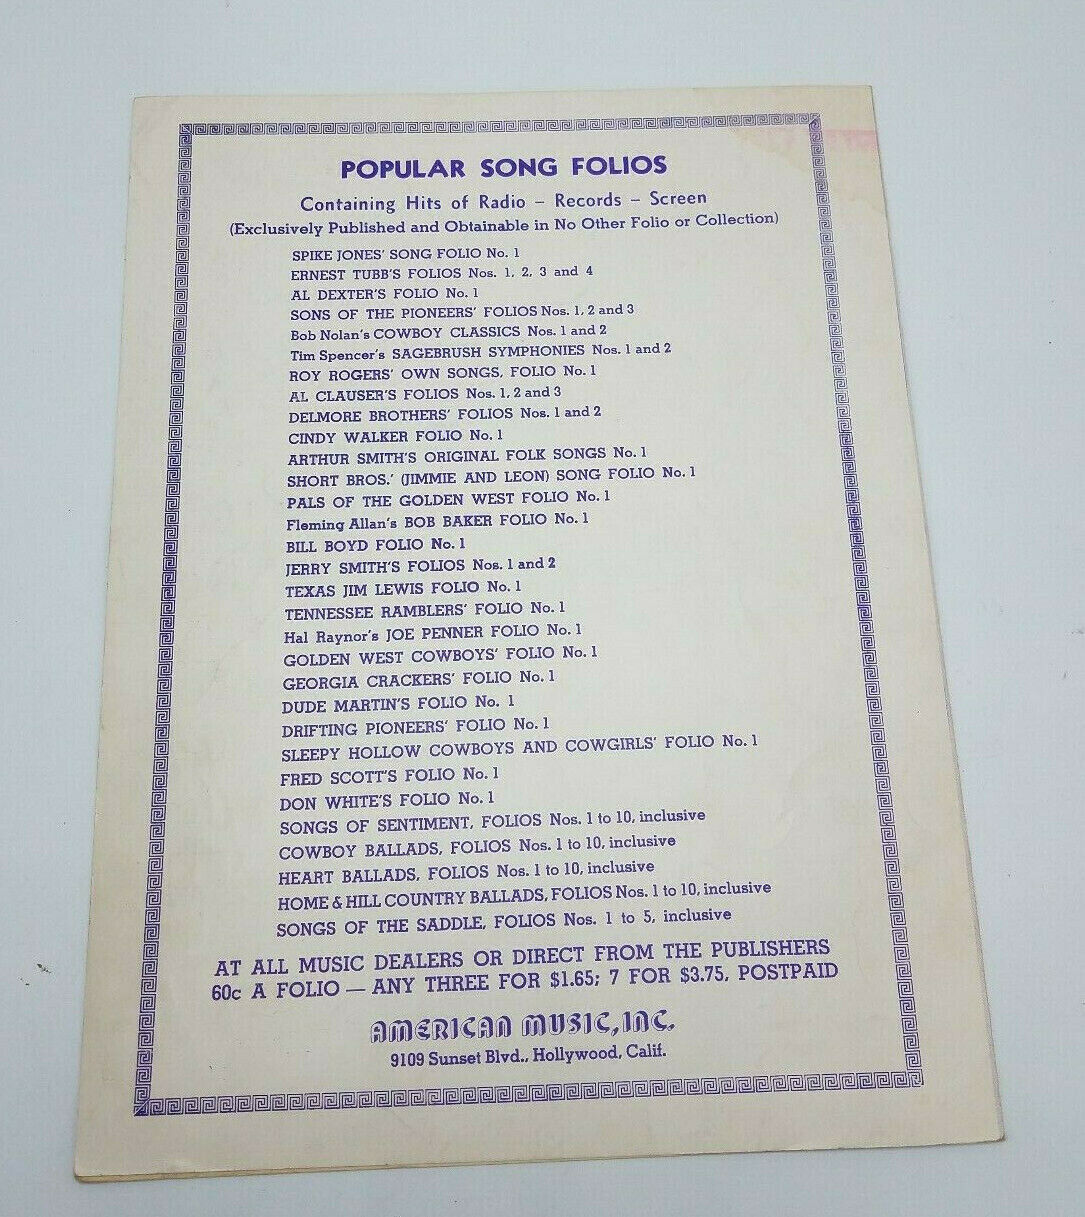 POPULAR SONG FOLIOS
Containing Hits of Radio – Records – Screen
(Exclusively Published and Obtainable in No Other Folio or Collection)
SPIKE JONES' SONG FOLIO No. 1
ERNEST TUBB'S FOLIOS Nos. 1, 2, 3 and 4
AL DEXTER'S FOLIO No. 1
SONS OF THE PIONEERS' FOLIOS Nos. 1, 2 and 3
Bob Nolan's COWBOY CLASSICS Nos. 1 and 2
Tim Spencer's SAGEBRUSH SYMPHONIES Nos. 1 and 2
ROY ROGERS' OWN SONGS, FOLIO No. 1
AL CLAUSER'S FOLIOS Nos. 1, 2 and 3
DELMORE BROTHERS' FOLIOS Nos. 1 and 2
CINDY WALKER FOLIO No. 1
ARTHUR SMITH'S ORIGINAL FOLK SONGS No. 1
SHORT BROS.' (JIMMIE AND LEON) SONG FOLIO No. 1
PALS OF THE GOLDEN WEST FOLIO No. 1
Fleming Allan's BOB BAKER FOLIO No. 1
BILL BOYD FOLIO No. 1
JERRY SMITH'S FOLIOS Nos. 1 and 2
TEXAS JIM LEWIS FOLIO No. 1
TENNESSEE RAMBLERS' FOLIO No. 1
Hal Raynor's JOE PENNER FOLIO No. 1
GOLDEN WEST COWBOYS' FOLIO No. 1
GEORGIA CRACKERS' FOLIO No. 1
DUDE MARTIN'S FOLIO No. 1
DRIFTING PIONEERS' FOLIO No. 1
SLEEPY HOLLOW COWBOYS AND COWGIRLS' FOLIO No. 1
FRED SCOTT'S FOLIO No. 1
DON WHITE'S FOLIO No. 1
SONGS OF SENTIMENT, FOLIOS Nos. 1 to 10, inclusive
COWBOY BALLADS, FOLIOS Nos. 1 to 10, inclusive
HEART BALLADS, FOLIOS Nos. 1 to 10, inclusive
HOME & HILL COUNTRY BALLADS, FOLIOS Nos. 1 to 10, inclusive
SONGS OF THE SADDLE, FOLIOS Nos. 1 to 5, inclusive
AT ALL MUSIC DEALERS OR DIRECT FROM THE PUBLISHERS
60c A FOLIO — ANY THREE FOR $1.65; 7 FOR $3.75, POSTPAID
AMERICAN MUSIC, INC.
9109 Sunset Blvd., Hollywood, Calif.